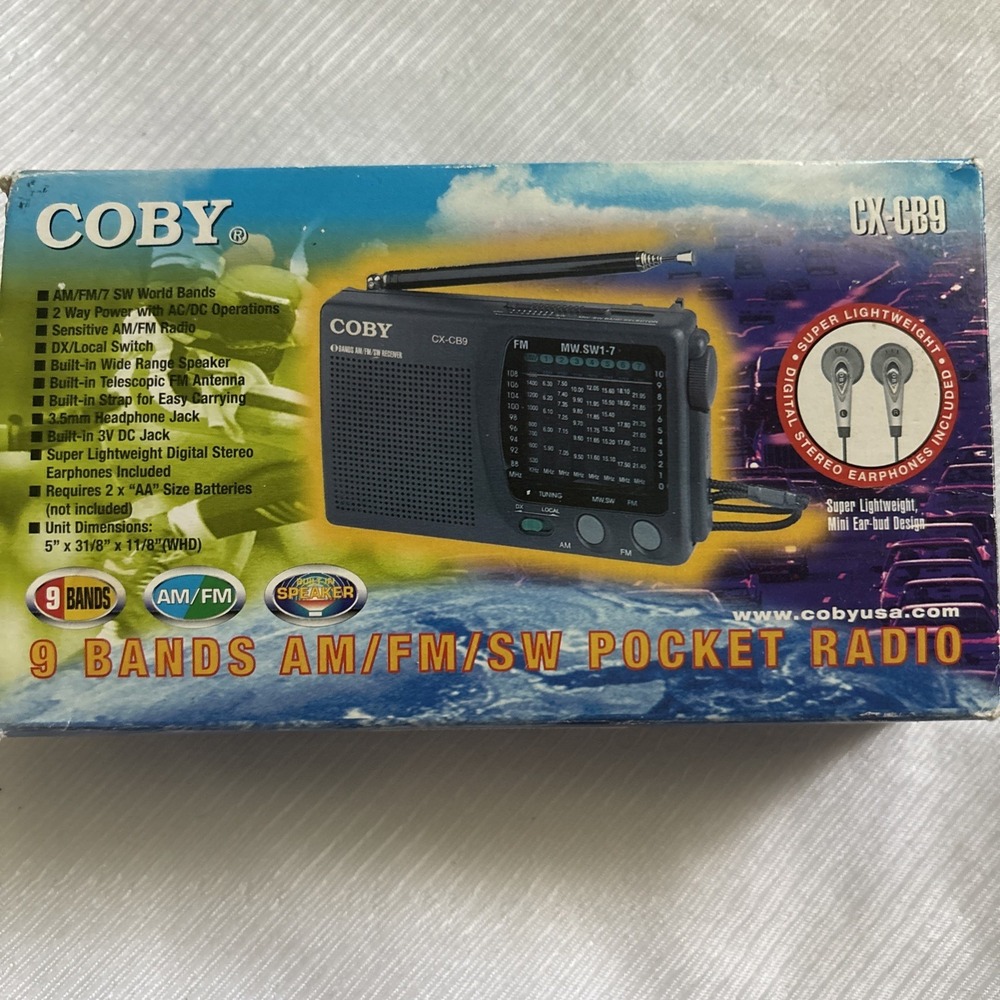 COBY®
CX-CB9
■ AM/FM/7 SW World Bands
■ 2 Way Power with AC/DC Operations
■ Sensitive AM/FM Radio
■ DX/Local Switch
■ Built-in Wide Range Speaker
■ Built-in Telescopic FM Antenna
■ Built-in Strap for Easy Carrying
■ 3.5mm Headphone Jack
■ Built-in 3V DC Jack
■ Super Lightweight Digital Stereo
Earphones Included
■ Requires 2 x “AA” Size Batteries
(not included)
■ Unit Dimensions:
5” x 31/8” x 11/8”(WHD)
COBY
CX-CB9
BANDS AM/FM/SW RECEIVER
FM MW.SW1-7
TUNING MW.SW FM
DX LOCAL
AM FM
• SUPER LIGHTWEIGHT •
DIGITAL STEREO EARPHONES INCLUDED
Super Lightweight,
Mini Ear-bud Design
9 BANDS
AM/FM
BUILT-IN
SPEAKER
www.cobyusa.com
9 BANDS AM/FM/SW POCKET RADIO